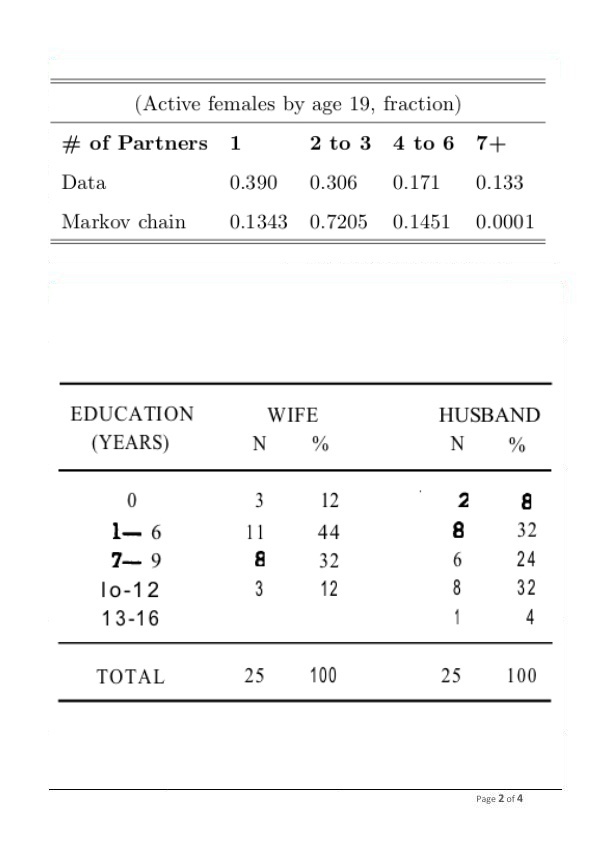 (Active females by age 19, fraction)
# of Partners 1 2 to 3 4 to 6 7+
Data 0.390 0.306 0.171 0.133
Markov chain 0.1343 0.7205 0.1451 0.0001
EDUCATION WIFE HUSBAND
(YEARS) N % N %
0 3 12 2 8
1— 6 11 44 8 32
7— 9 8 32 6 24
lo-12 3 12 8 32
13-16 1 4
TOTAL 25 100 25 100
Page 2 of 4